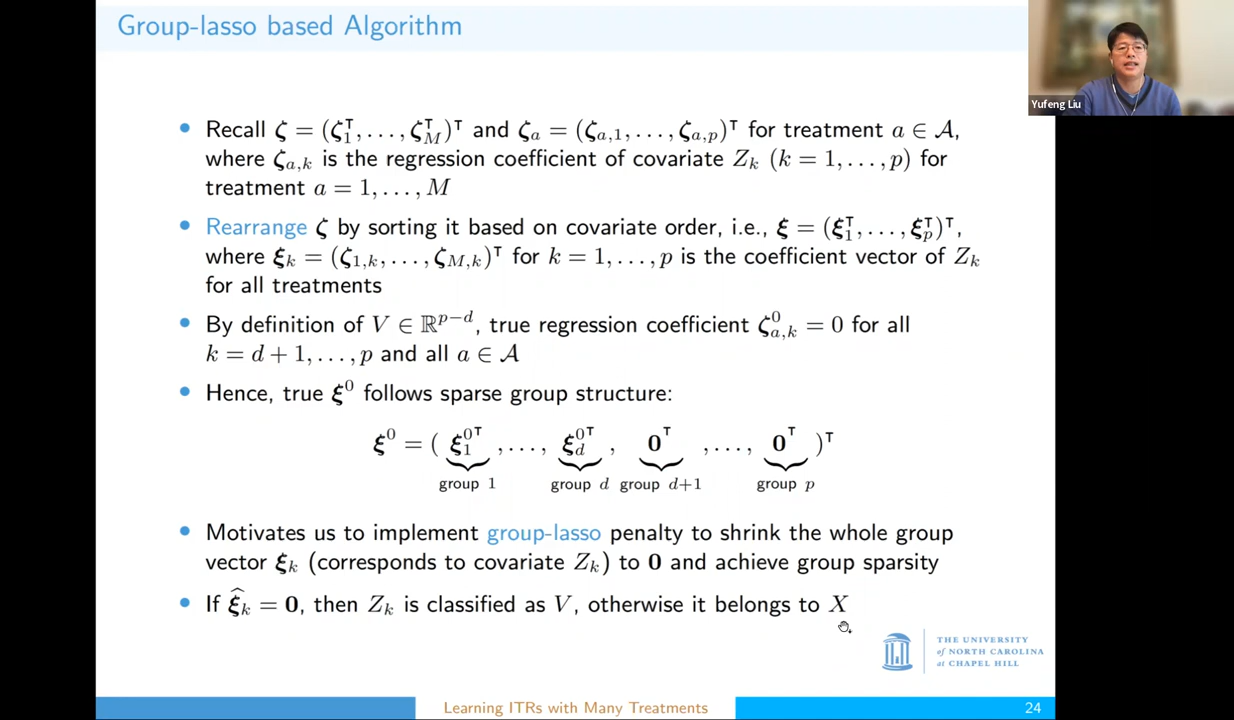 Group-lasso based Algorithm
Yufeng Liu
• Recall ζ = (ζ₁ᵀ, . . . , ζ_Mᵀ)ᵀ and ζₐ = (ζ_{a,1}, . . . , ζ_{a,p})ᵀ for treatment a ∈ 𝒜,
where ζ_{a,k} is the regression coefficient of covariate Z_k (k = 1, . . . , p) for
treatment a = 1, . . . , M
• Rearrange ζ by sorting it based on covariate order, i.e., ξ = (ξ₁ᵀ, . . . , ξ_pᵀ)ᵀ,
where ξ_k = (ζ_{1,k}, . . . , ζ_{M,k})ᵀ for k = 1, . . . , p is the coefficient vector of Z_k
for all treatments
• By definition of V ∈ ℝ^{p−d}, true regression coefficient ζ⁰_{a,k} = 0 for all
k = d + 1, . . . , p and all a ∈ 𝒜
• Hence, true ξ⁰ follows sparse group structure:
ξ⁰ = ( ξ₁⁰ᵀ , . . . , ξ_d⁰ᵀ , 0ᵀ , . . . , 0ᵀ )ᵀ
group 1 group d group d+1 group p
• Motivates us to implement group-lasso penalty to shrink the whole group
vector ξ_k (corresponds to covariate Z_k) to 0 and achieve group sparsity
• If ξ̂_k = 0, then Z_k is classified as V, otherwise it belongs to X
THE UNIVERSITY
of NORTH CAROLINA
at CHAPEL HILL
Learning ITRs with Many Treatments
24